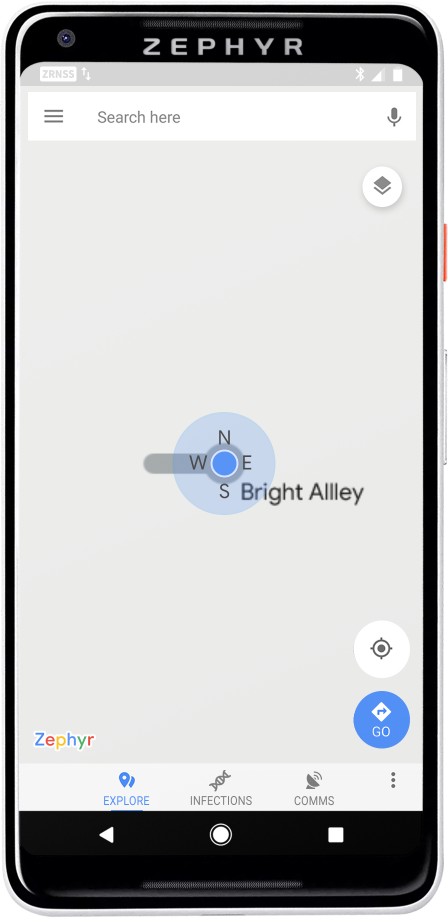 ZEPHYR
ZRNSS
Search here
N
W E
S Bright Allley
GO
Zephyr
EXPLORE INFECTIONS COMMS